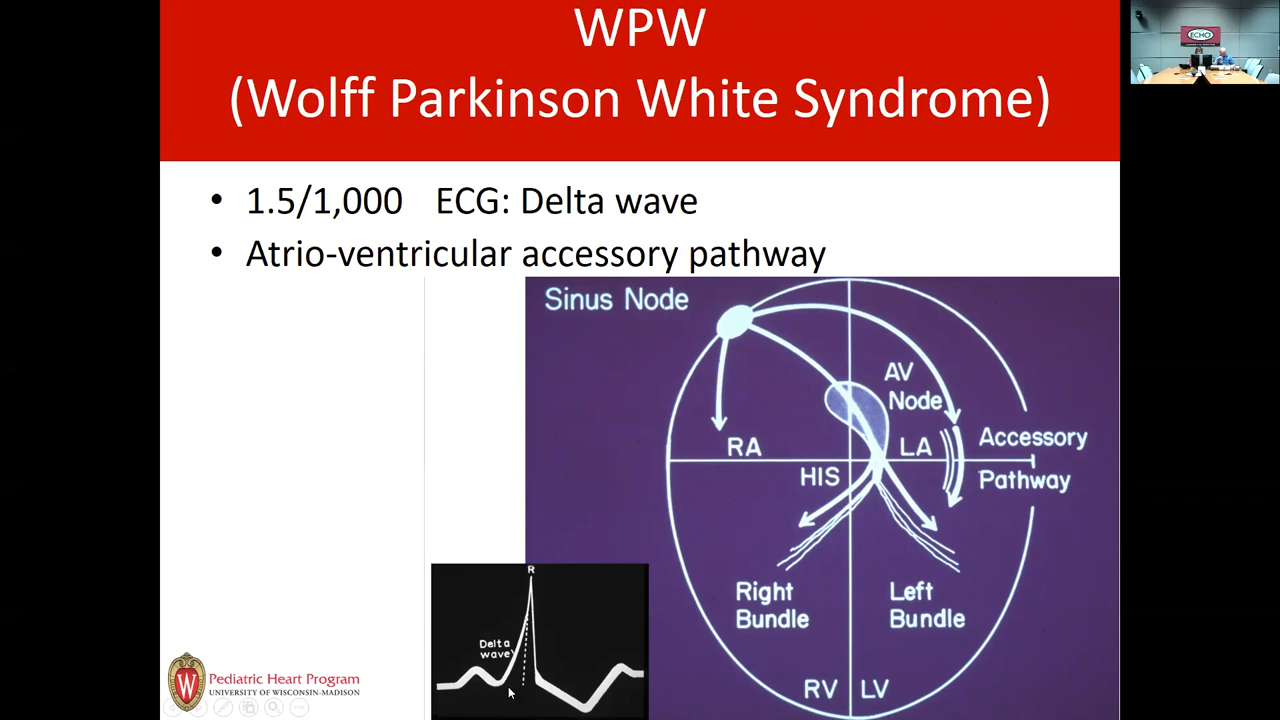 WPW
(Wolff Parkinson White Syndrome)
ECHO
• 1.5/1,000 ECG: Delta wave
• Atrio-ventricular accessory pathway
Sinus Node
AV
Node
RA
LA
Accessory
HIS
Pathway
R
Delta
wave
Right
Bundle
Left
Bundle
RV
LV
W
Pediatric Heart Program
UNIVERSITY OF WISCONSIN-MADISON